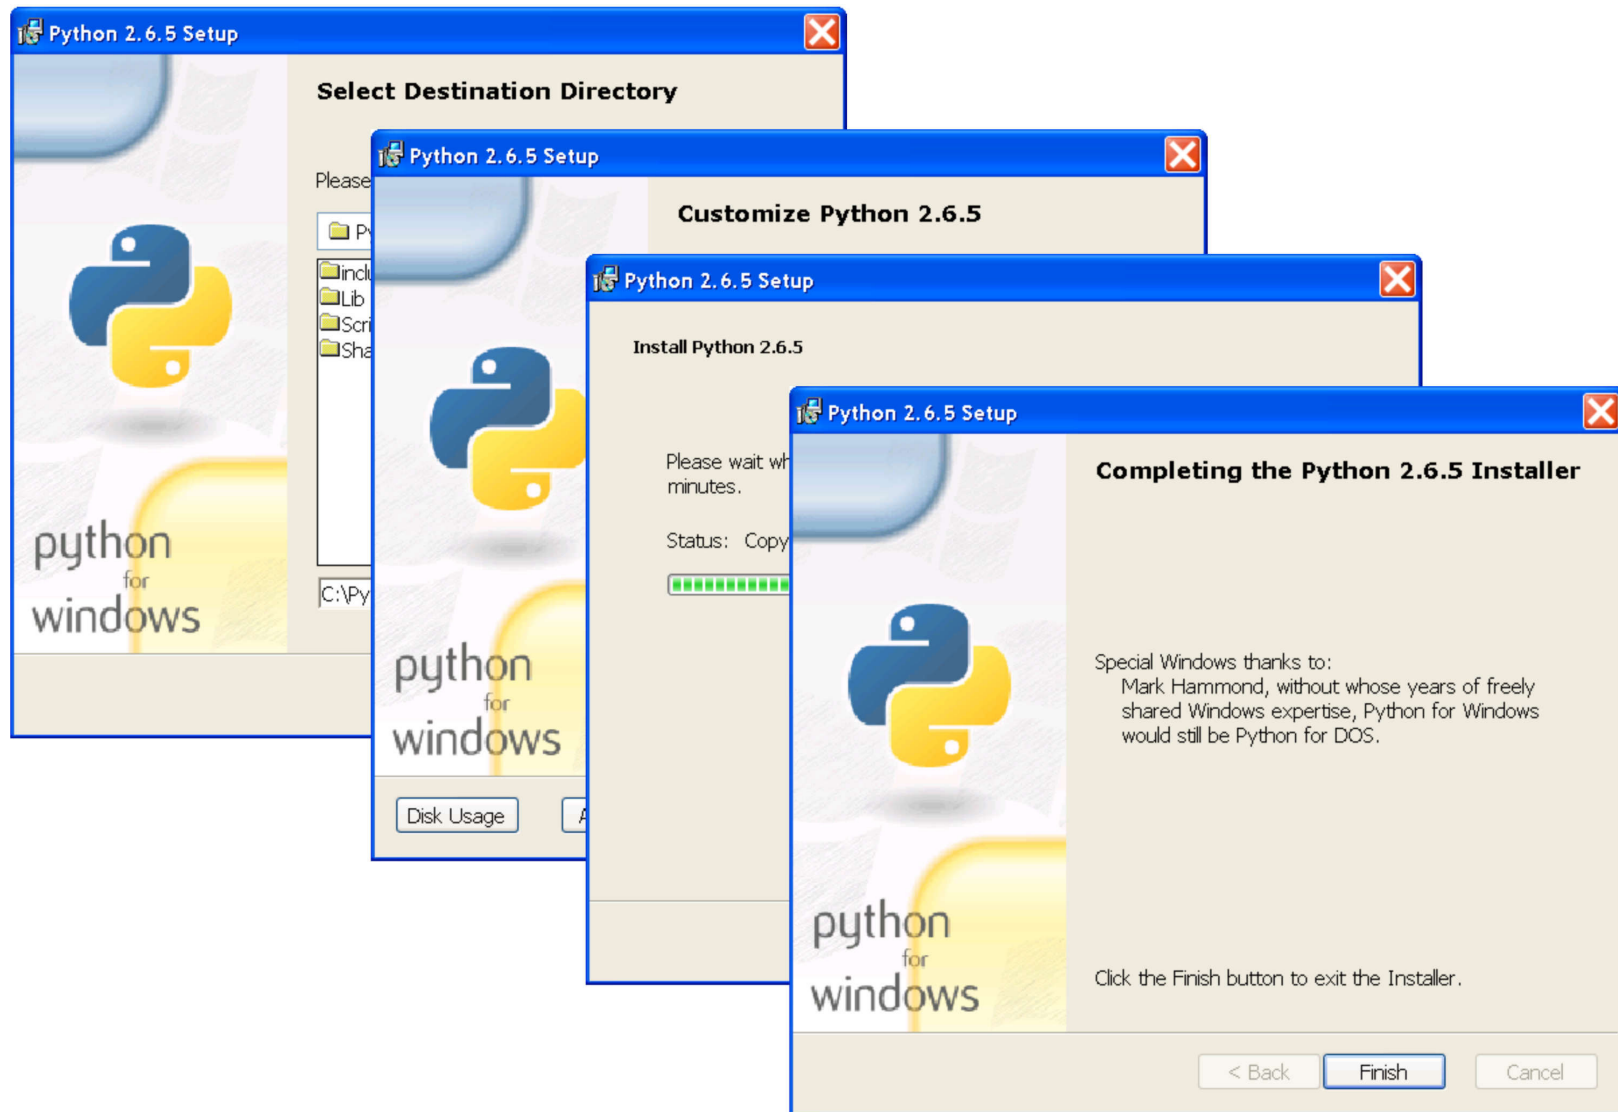 Python 2.6.5 Setup
Select Destination Directory
Please
python
for
windows
Python 2.6.5 Setup
Customize Python 2.6.5
python
for
windows
Disk Usage
Python 2.6.5 Setup
Install Python 2.6.5
Please wait
minutes.
Status: Copy
Python 2.6.5 Setup
Completing the Python 2.6.5 Installer
Special Windows thanks to:
Mark Hammond, without whose years of freely
shared Windows expertise, Python for Windows
would still be Python for DOS.
Click the Finish button to exit the Installer.
python
for
windows
< Back
Finish
Cancel
Lib
C:\Py